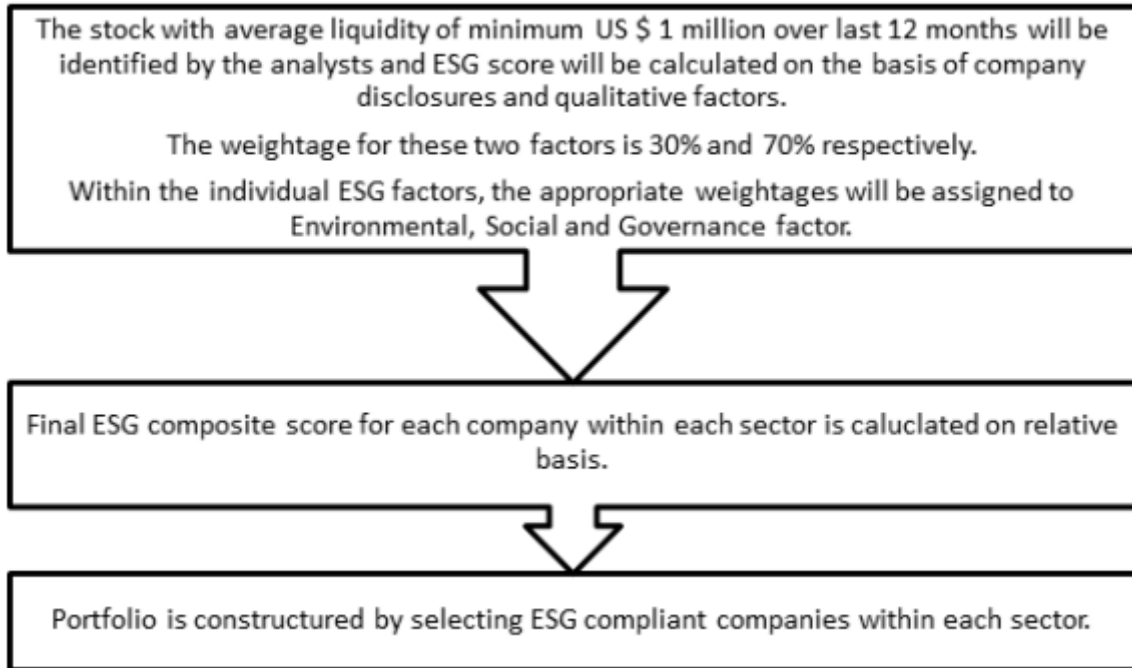 The stock with average liquidity of minimum US $ 1 million over last 12 months will be
identified by the analysts and ESG score will be calculated on the basis of company
disclosures and qualitative factors.
The weightage for these two factors is 30% and 70% respectively.
Within the individual ESG factors, the appropriate weightages will be assigned to
Environmental, Social and Governance factor.
Final ESG composite score for each company within each sector is caluclated on relative
basis.
Portfolio is constructured by selecting ESG compliant companies within each sector.